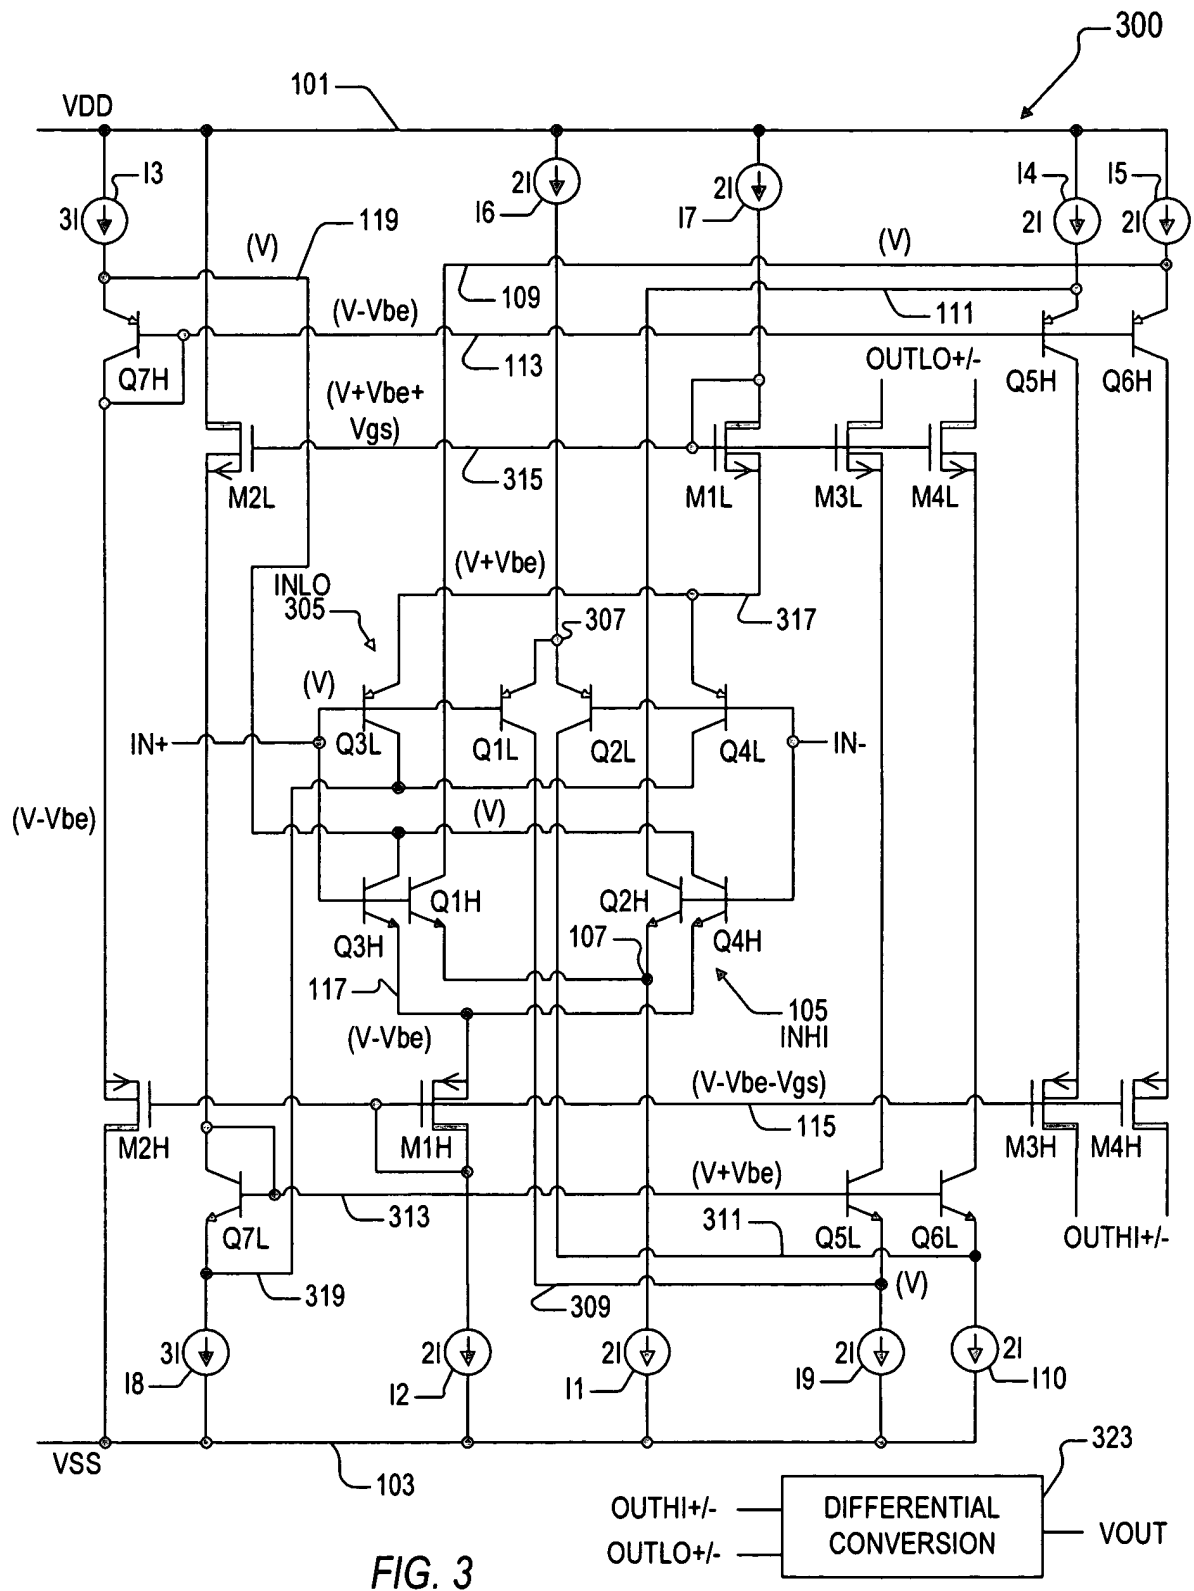 300
101
VDD
I3
3I
2I
I6
2I
I7
I4
2I
I5
2I
119
(V)
(V)
109
111
(V-Vbe)
113
Q7H
OUTLO+/-
Q5H
Q6H
(V+Vbe+
Vgs)
315
M2L
M1L
M3L
M4L
(V+Vbe)
INLO
305
307
317
(V)
IN+
Q3L
Q1L
Q2L
Q4L
IN-
(V-Vbe)
(V)
Q1H
Q2H
Q3H
Q4H
107
117
105
INHI
(V-Vbe)
(V-Vbe-Vgs)
115
M2H
M1H
M3H
M4H
(V+Vbe)
313
311
Q7L
Q5L
Q6L
OUTHI+/-
319
309
(V)
3I
I8
2I
I2
2I
I1
2I
I9
2I
I10
VSS
103
323
OUTHI+/-
OUTLO+/-
DIFFERENTIAL
CONVERSION
VOUT
FIG. 3